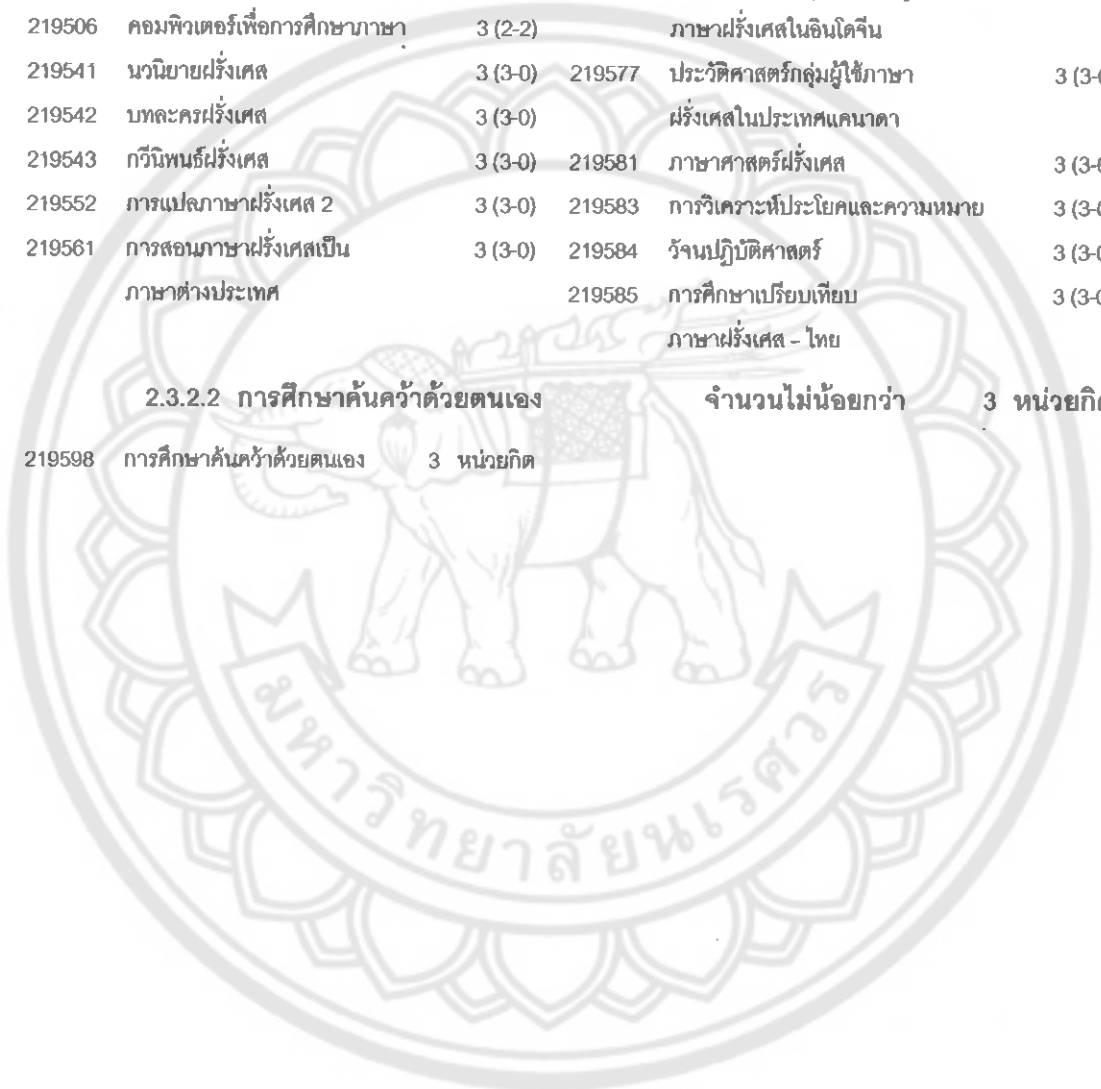 219506 คอมพิวเตอร์เพื่อการศึกษาภาษา 3 (2-2)
219541 นวนิยายฝรั่งเศส 3 (3-0)
219542 บทละครฝรั่งเศส 3 (3-0)
219543 กวีนิพนธ์ฝรั่งเศส 3 (3-0)
219552 การแปลภาษาฝรั่งเศส 2 3 (3-0)
219561 การสอนภาษาฝรั่งเศสเป็น 3 (3-0)
ภาษาต่างประเทศ
ภาษาฝรั่งเศสในอินโดจีน
219577 ประวัติศาสตร์กลุ่มผู้ใช้ภาษา 3 (3-
ฝรั่งเศสในประเทศแคนาดา
219581 ภาษาศาสตร์ฝรั่งเศส 3 (3-
219583 การวิเคราะห์ประโยคและความหมาย 3 (3-
219584 วัจนปฏิบัติศาสตร์ 3 (3-
219585 การศึกษาเปรียบเทียบ 3 (3-
ภาษาฝรั่งเศส - ไทย
2.3.2.2 การศึกษาค้นคว้าด้วยตนเอง จำนวนไม่น้อยกว่า 3 หน่วยกิต
219598 การศึกษาค้นคว้าด้วยตนเอง 3 หน่วยกิต
มหาวิทยาลัยนเรศวร